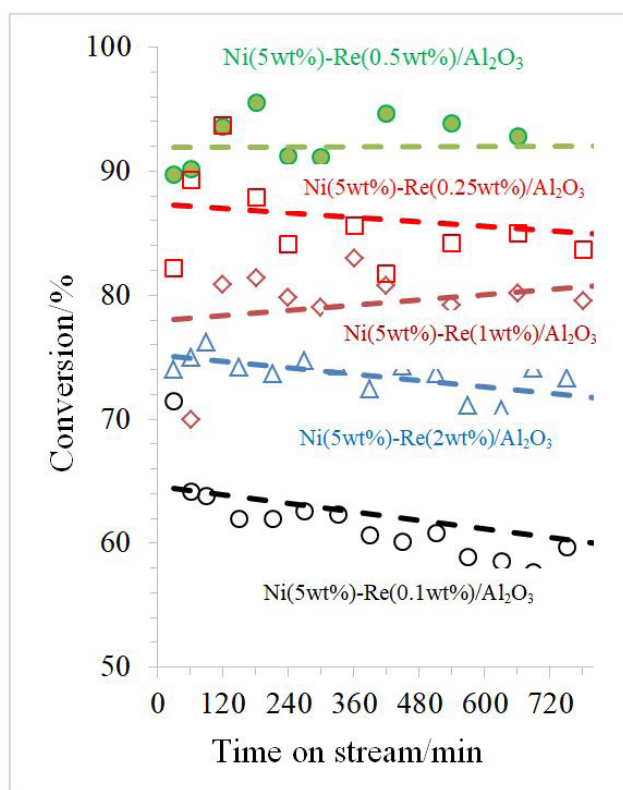 100
Ni(5wt%)-Re(0.5wt%)/Al₂O₃
90
Ni(5wt%)-Re(0.25wt%)/Al₂O₃
80
Ni(5wt%)-Re(1wt%)/Al₂O₃
Conversion/%
70
Ni(5wt%)-Re(2wt%)/Al₂O₃
60
Ni(5wt%)-Re(0.1wt%)/Al₂O₃
50
0 120 240 360 480 600 720
Time on stream/min